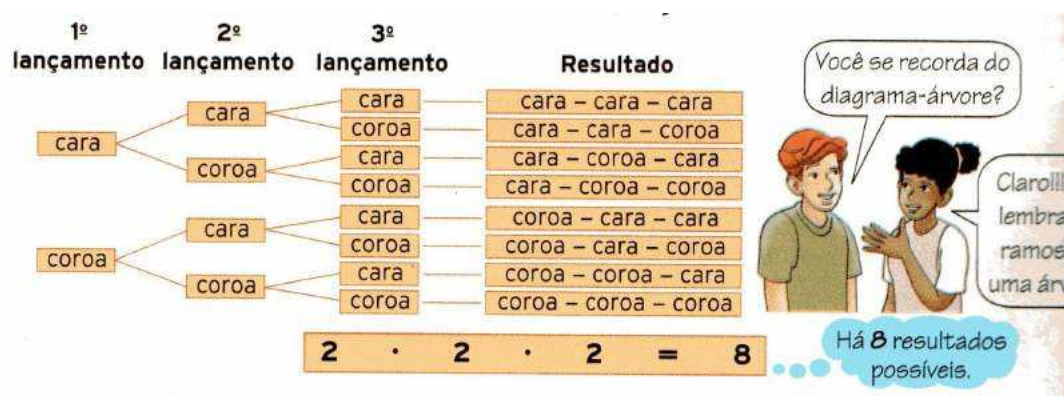 1º
lançamento
2º
lançamento
3º
lançamento
Resultado
cara
coroa
cara
coroa
cara
coroa
cara
coroa
cara
coroa
cara
coroa
cara
coroa
cara – cara – cara
cara – cara – coroa
cara – coroa – cara
cara – coroa – coroa
coroa – cara – cara
coroa – cara – coroa
coroa – coroa – cara
coroa – coroa – coroa
2 · 2 · 2 = 8
Você se recorda do
diagrama-árvore?
ramos
uma
Há 8 resultados
possíveis.